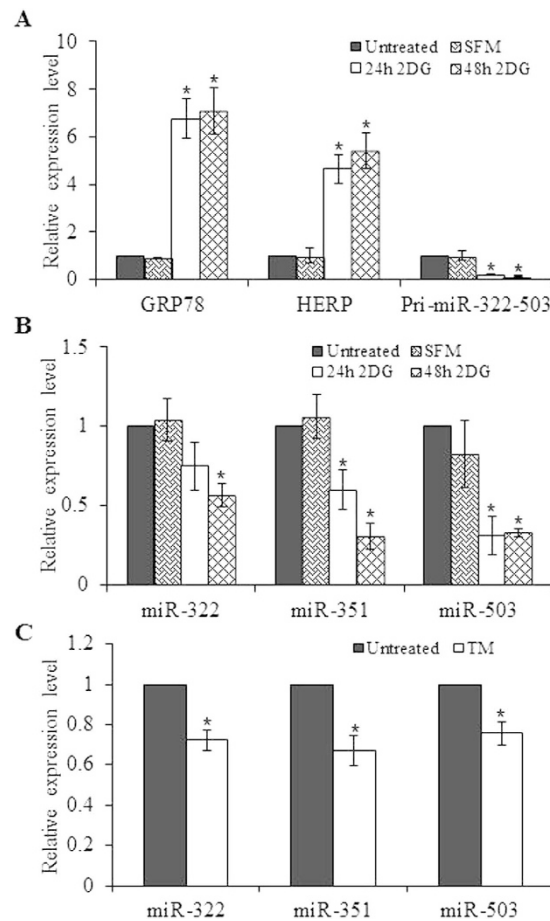 A
Relative expression level
10
8
6
4
2
0
Untreated SFM
24h 2DG 48h 2DG
* * * * * *
GRP78 HERP Pri-miR-322-503
B
Relative expression level
1.5
1
0.5
0
Untreated SFM
24h 2DG 48h 2DG
* * * * *
miR-322 miR-351 miR-503
C
Relative expression level
1.2
1
0.8
0.6
0.4
0.2
0
Untreated TM
* * *
miR-322 miR-351 miR-503